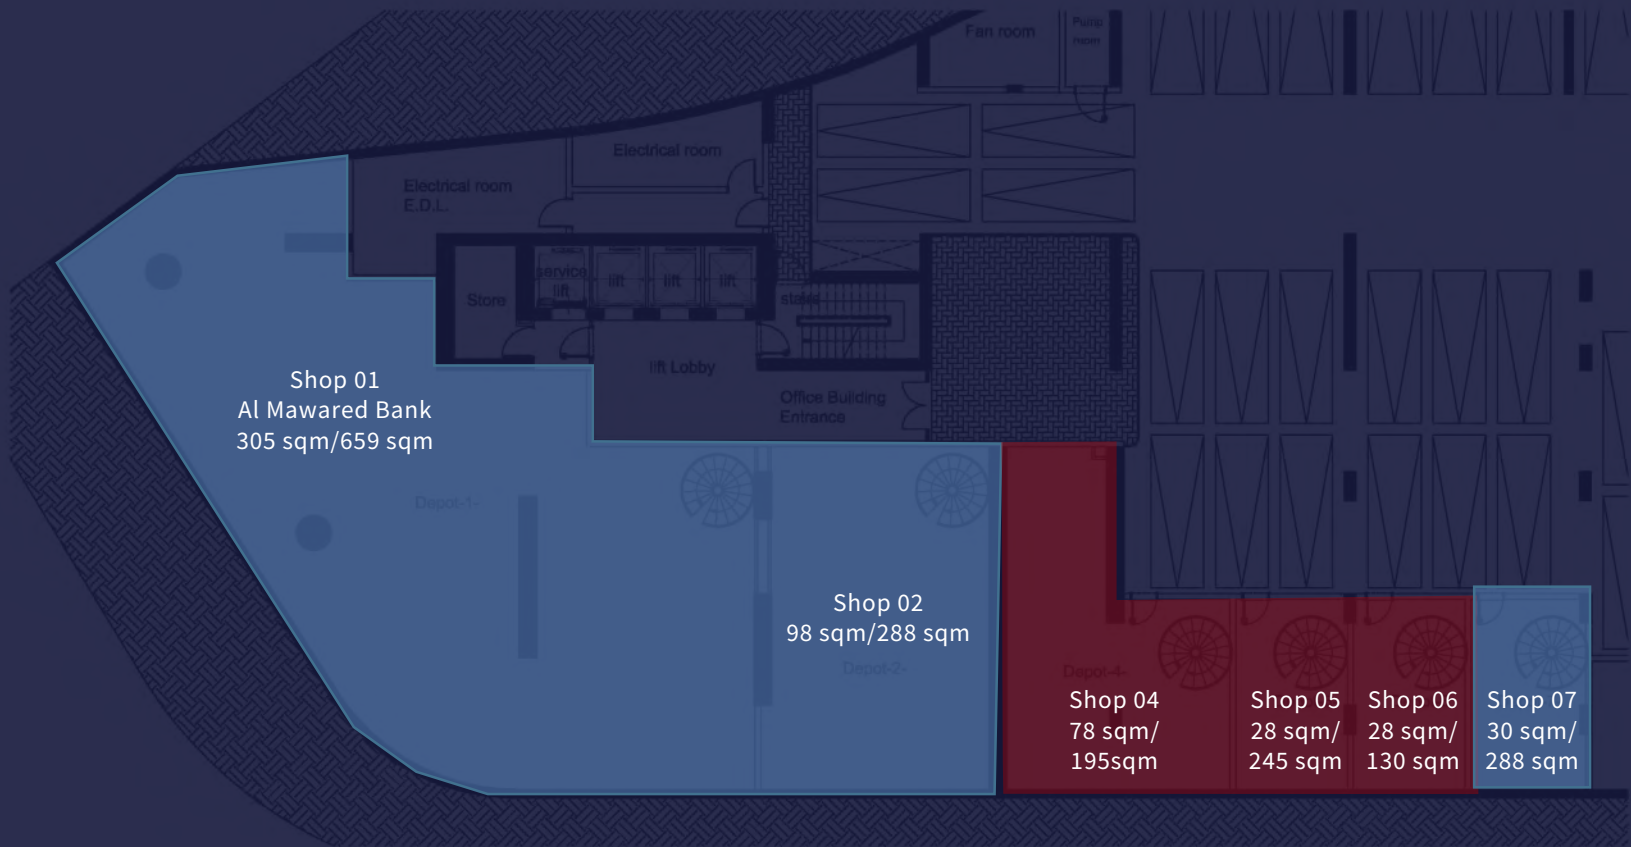 Fan room
Pump
room
Electrical room
Electrical room
E.D.L.
service
lift
lift
lift
lift
Store
stairs
lift Lobby
Office Building
Entrance
Shop 01
Al Mawared Bank
305 sqm/659 sqm
Depot-1-
Shop 02
98 sqm/288 sqm
Depot-2-
Depot-4-
Shop 04
78 sqm/
195sqm
Shop 05
28 sqm/
245 sqm
Shop 06
28 sqm/
130 sqm
Shop 07
30 sqm/
288 sqm